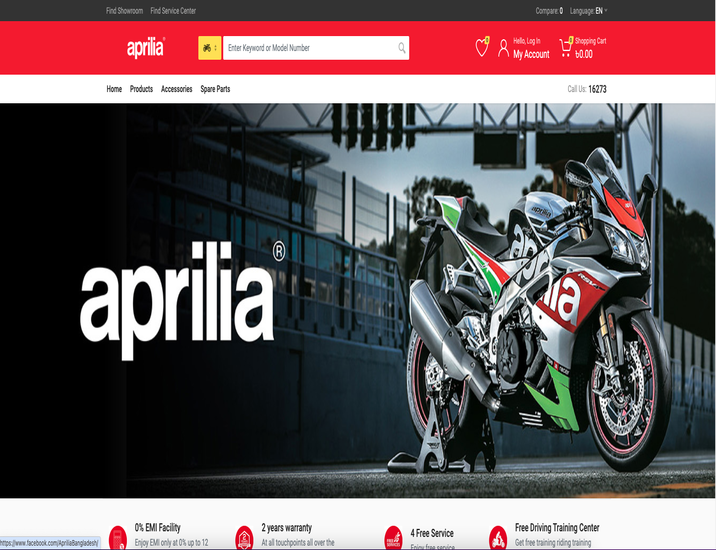 Find Showroom Find Service Center Compare: 0 Language: EN
aprilia Enter Keyword or Model Number Hello, Log In My Account Shopping Cart ৳0.00
Home Products Accessories Spare Parts Call Us: 16273
aprilia®
aprilia
RSV4
0% EMI Facility
Enjoy EMI only at 0% up to 12
2 years warranty
At all touchpoints all over the
4 Free Service
Enjoy free service
Free Driving Training Center
Get free training riding training
https://www.facebook.com/ApriliaBangladesh/